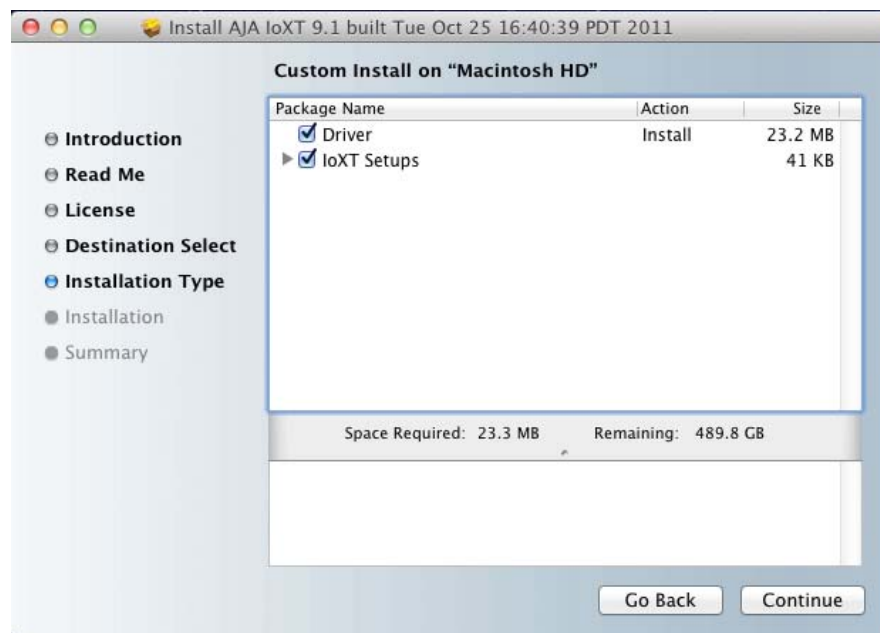 Install AJA IoXT 9.1 built Tue Oct 25 16:40:39 PDT 2011
Custom Install on “Macintosh HD”
Package Name Action Size
Driver Install 23.2 MB
IoXT Setups 41 KB
Introduction
Read Me
License
Destination Select
Installation Type
Installation
Summary
Space Required: 23.3 MB Remaining: 489.8 GB
Go Back Continue